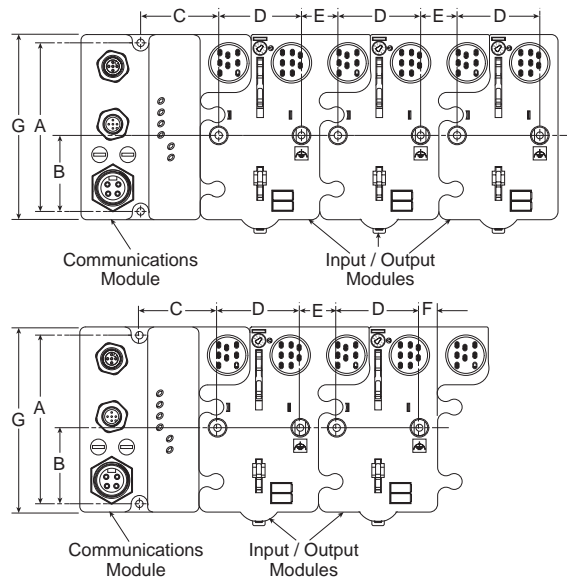 C D E D E D
G A B
Communications
Module
Input / Output
Modules
C D E D F
G A B
Communications
Module
Input / Output
Modules